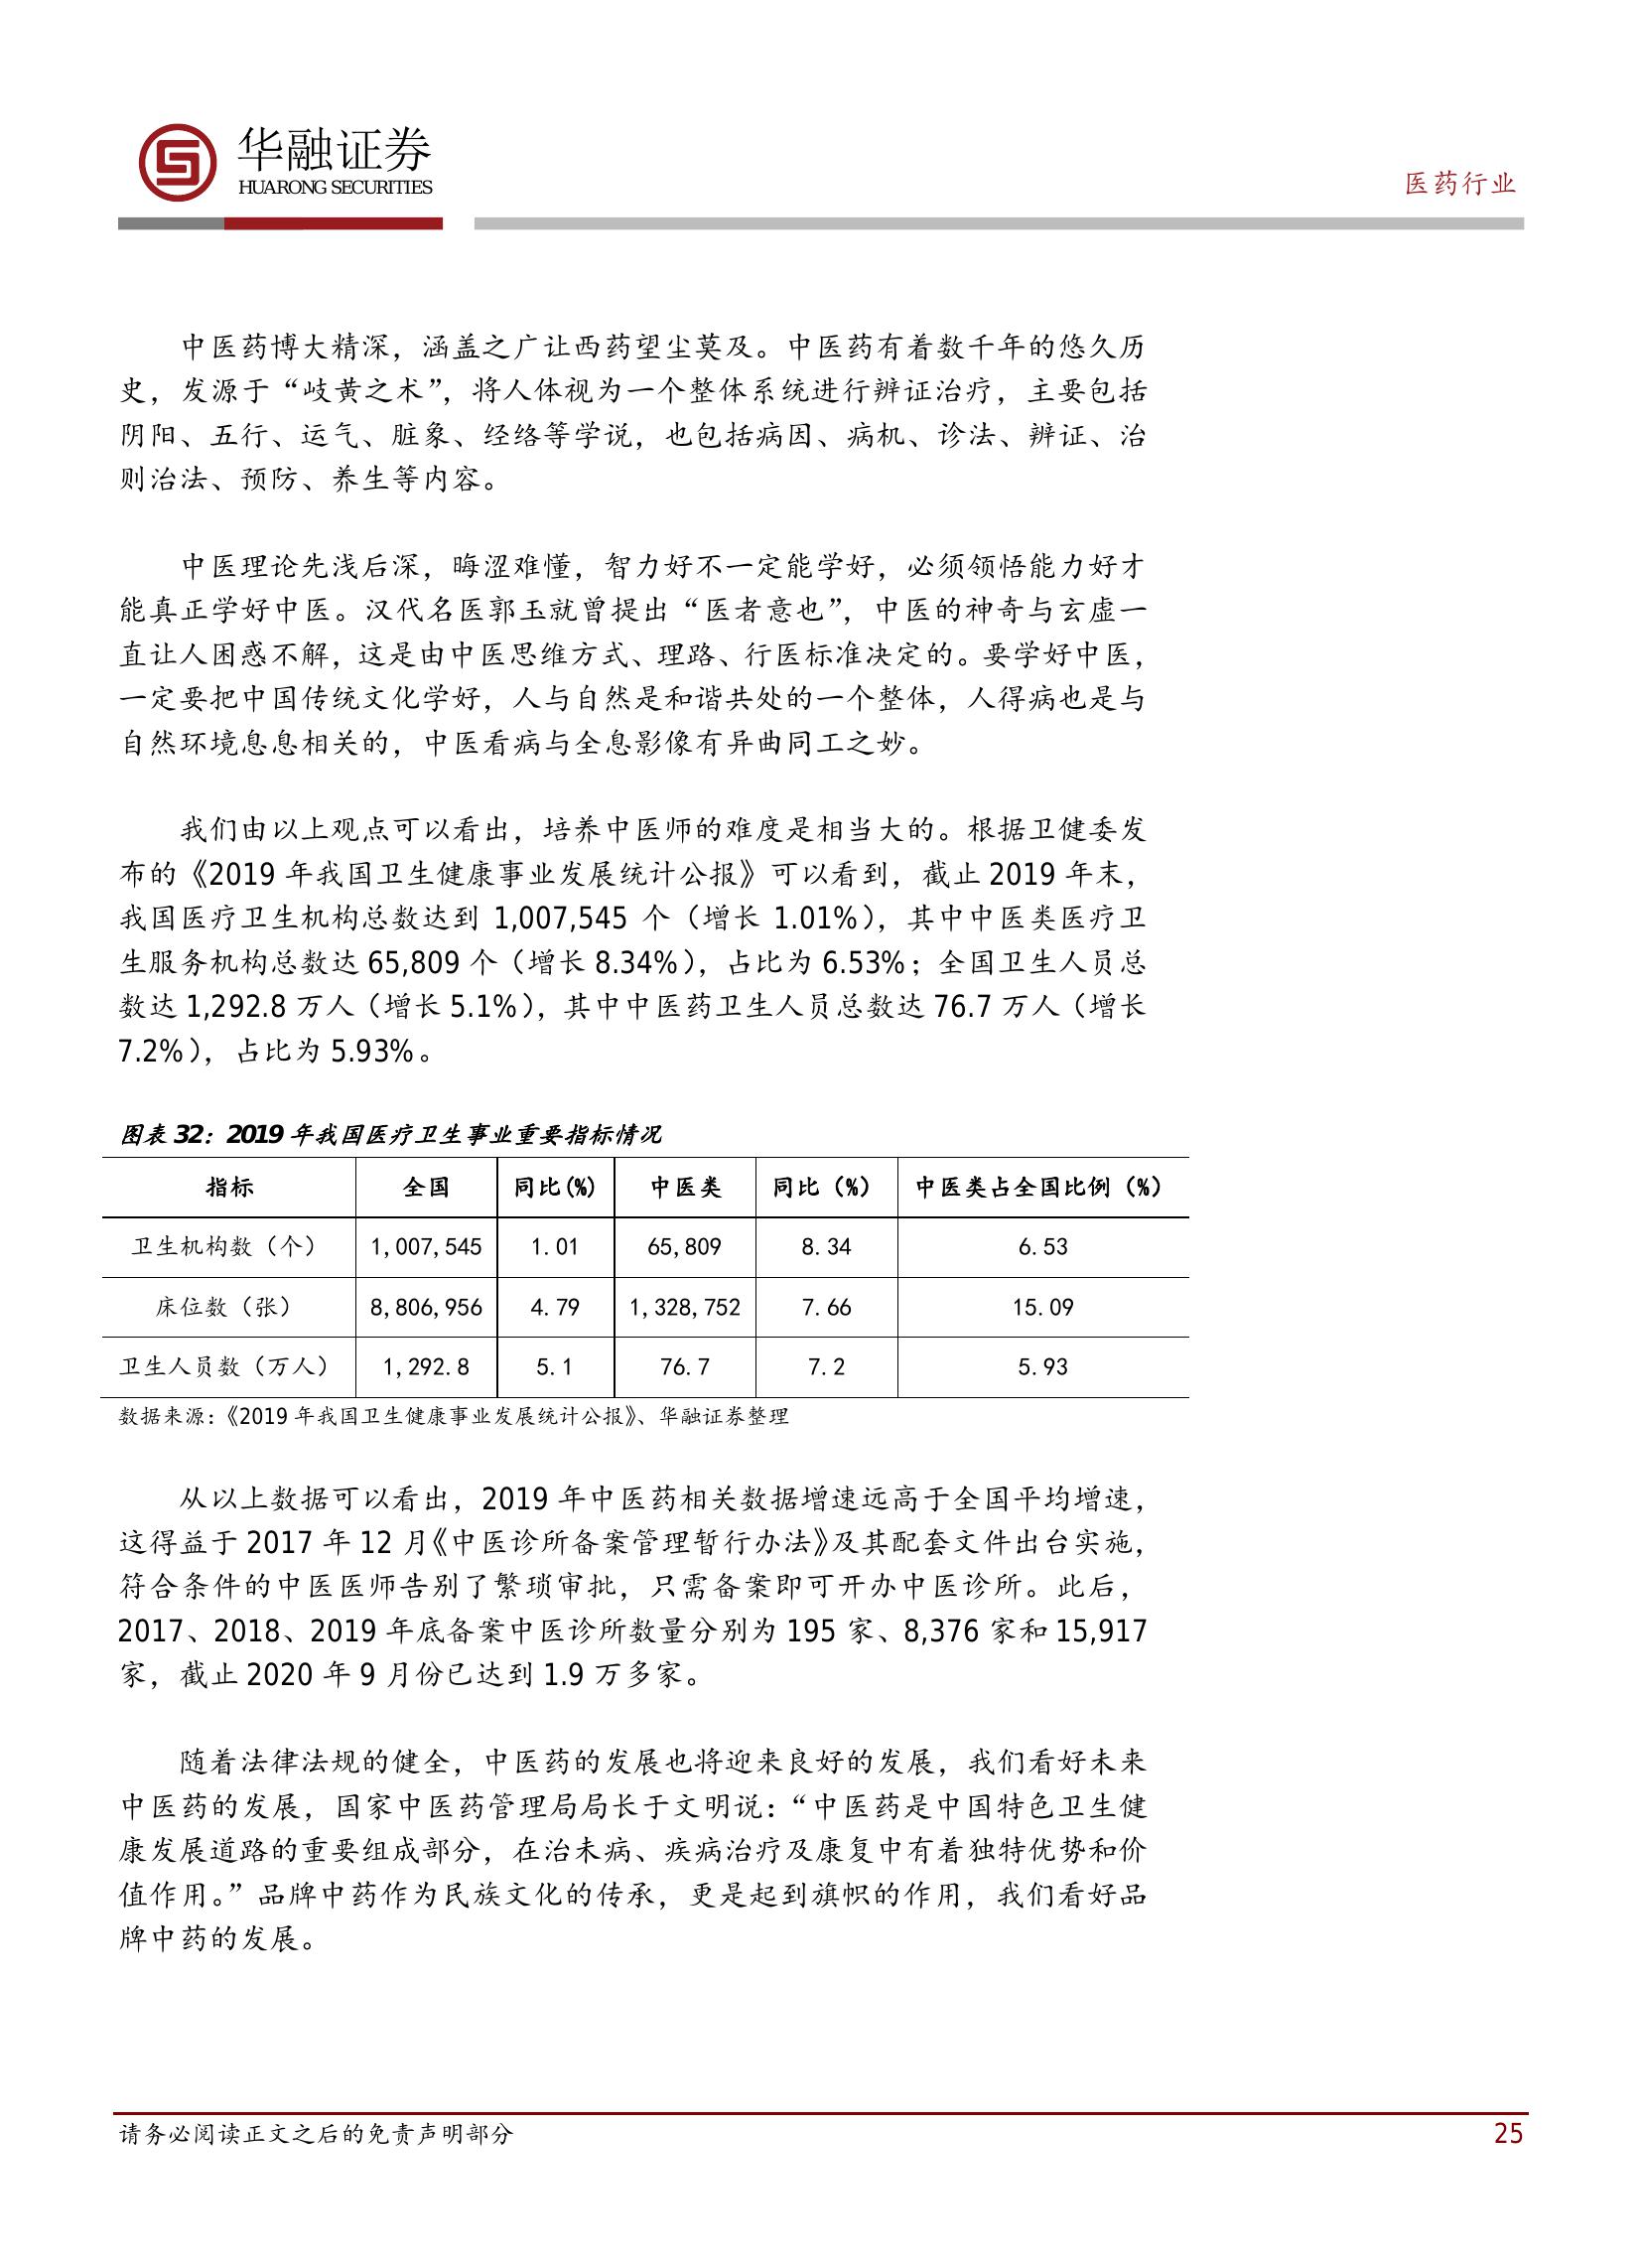 华融证券
HUARONG SECURITIES
医药行业
中医药博大精深，涵盖之广让西药望尘莫及。中医药有着数千年的悠久历
史，发源于“岐黄之术”，将人体视为一个整体系统进行辨证治疗，主要包括
阴阳、五行、运气、脏象、经络等学说，也包括病因、病机、诊法、辨证、治
则治法、预防、养生等内容。
中医理论先浅后深，晦涩难懂，智力好不一定能学好，必须领悟能力好才
能真正学好中医。汉代名医郭玉就曾提出“医者意也”，中医的神奇与玄虚一
直让人困惑不解，这是由中医思维方式、理路、行医标准决定的。要学好中医，
一定要把中国传统文化学好，人与自然是和谐共处的一个整体，人得病也是与
自然环境息息相关的，中医看病与全息影像有异曲同工之妙。
我们由以上观点可以看出，培养中医师的难度是相当大的。根据卫健委发
布的《2019 年我国卫生健康事业发展统计公报》可以看到，截止 2019 年末，
我国医疗卫生机构总数达到 1,007,545 个（增长 1.01%），其中中医类医疗卫
生服务机构总数达 65,809 个（增长 8.34%），占比为 6.53%；全国卫生人员总
数达 1,292.8 万人（增长 5.1%），其中中医药卫生人员总数达 76.7 万人（增长
7.2%），占比为 5.93%。
图表 32：2019 年我国医疗卫生事业重要指标情况
指标 全国 同比(%) 中医类 同比（%） 中医类占全国比例（%）
卫生机构数（个） 1,007,545 1.01 65,809 8.34 6.53
床位数（张） 8,806,956 4.79 1,328,752 7.66 15.09
卫生人员数（万人） 1,292.8 5.1 76.7 7.2 5.93
数据来源：《2019 年我国卫生健康事业发展统计公报》、华融证券整理
从以上数据可以看出，2019 年中医药相关数据增速远高于全国平均增速，
这得益于 2017 年 12 月《中医诊所备案管理暂行办法》及其配套文件出台实施，
符合条件的中医医师告别了繁琐审批，只需备案即可开办中医诊所。此后，
2017、2018、2019 年底备案中医诊所数量分别为 195 家、8,376 家和 15,917
家，截止 2020 年 9 月份已达到 1.9 万多家。
随着法律法规的健全，中医药的发展也将迎来良好的发展，我们看好未来
中医药的发展，国家中医药管理局局长于文明说：“中医药是中国特色卫生健
康发展道路的重要组成部分，在治未病、疾病治疗及康复中有着独特优势和价
值作用。”品牌中药作为民族文化的传承，更是起到旗帜的作用，我们看好品
牌中药的发展。
请务必阅读正文之后的免责声明部分
25